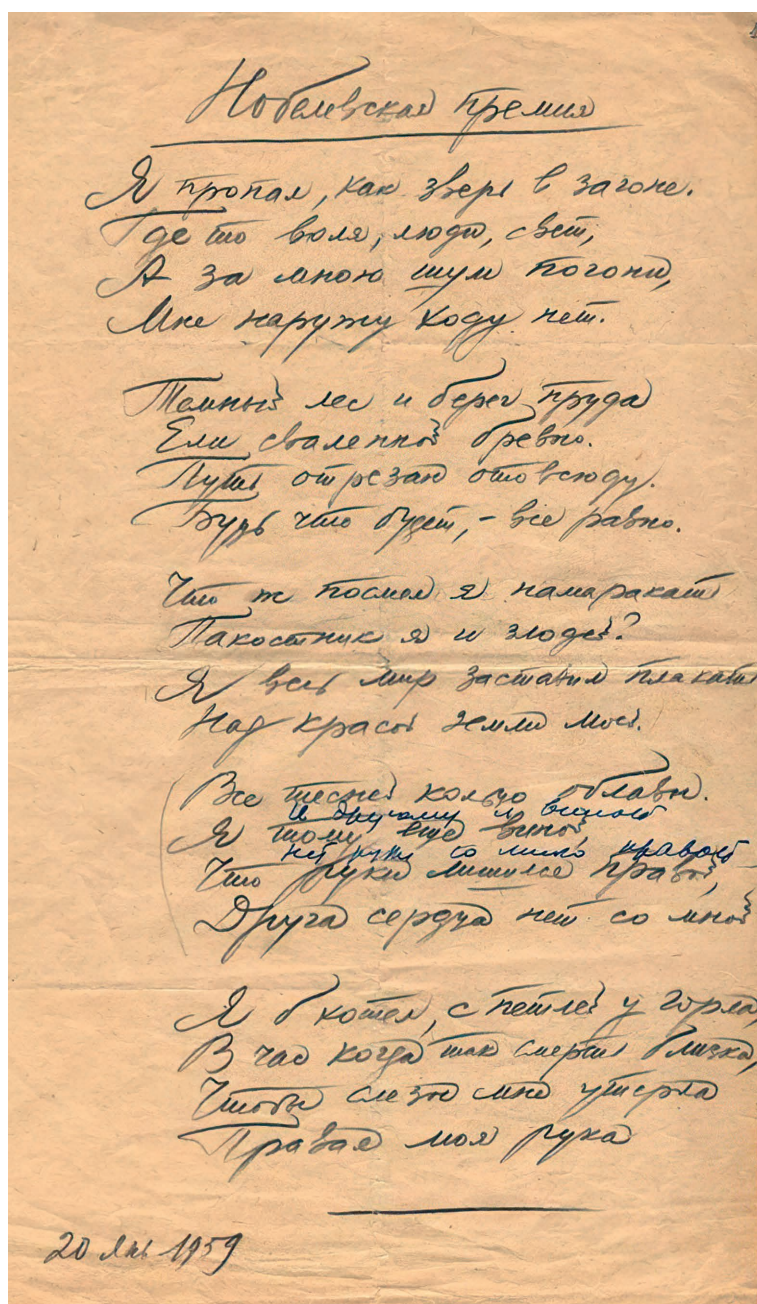 Нобелевская премия
Я пропал, как зверь в загоне.
Где то воля, люди, свет,
А за мною шум погони,
Мне наружу ходу нет.
Темный лес и берег пруда
Ели сваленной бревно.
Путь отрезан отовсюду.
Будь что будет, - все равно.
Что ж посмел я намаракать
Пакостник я и злодей?
Я весь мир заставил плакать
Над красой земли моей.
Все тесней кольцо облавы.
И другому я виной
Я тому еще виной,
Нет руки со мною правой
Что руки лишился правой,
Друга сердца нет со мной
Я б хотел, с петлей у горла,
В час когда так смерть близка,
Чтобы слезы мне утерла
Правая моя рука
20 янв 1959